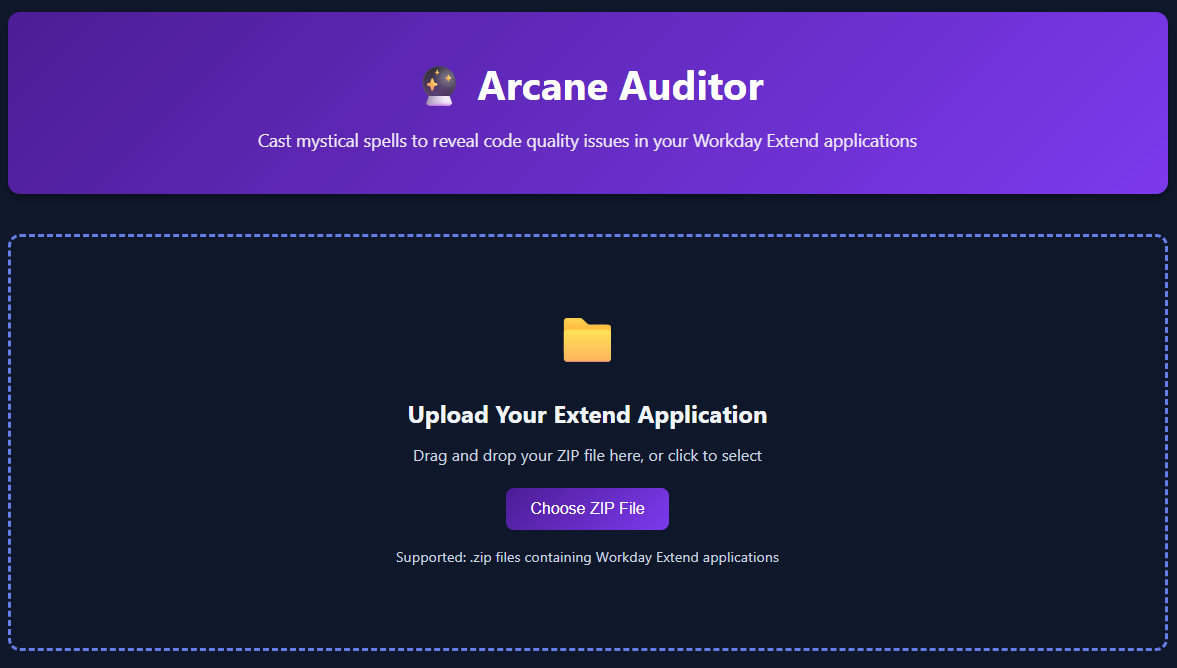 Arcane Auditor
Cast mystical spells to reveal code quality issues in your Workday Extend applications
Upload Your Extend Application
Drag and drop your ZIP file here, or click to select
Choose ZIP File
Supported: .zip files containing Workday Extend applications